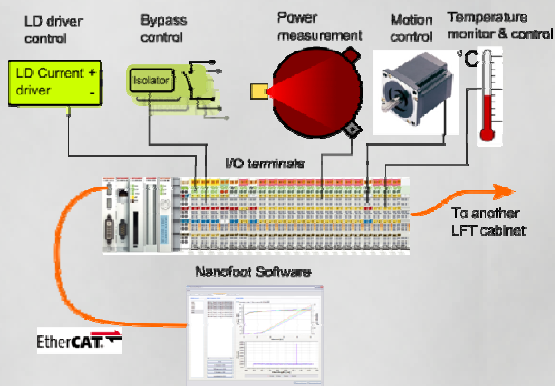 LD driver
control
Bypass
control
Power
measurement
Motion
control
Temperature
monitor & control
LD Current +
driver -
Isolator
°C
I/O terminals
To another
LFT cabinet
Nanofoot Software
EtherCAT